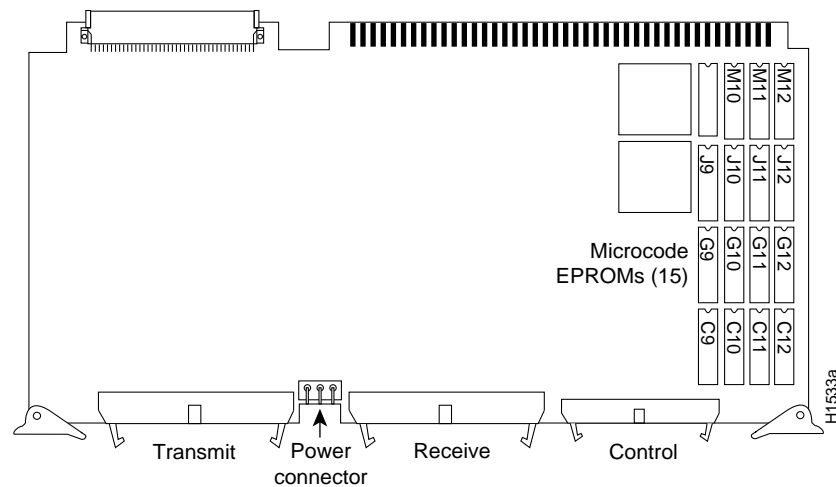 M10 M11 M12
J9 J10 J11 J12
Microcode
EPROMs (15)
G9 G10 G11 G12
C9 C10 C11 C12
H1533a
Transmit
Power
connector
Receive
Control